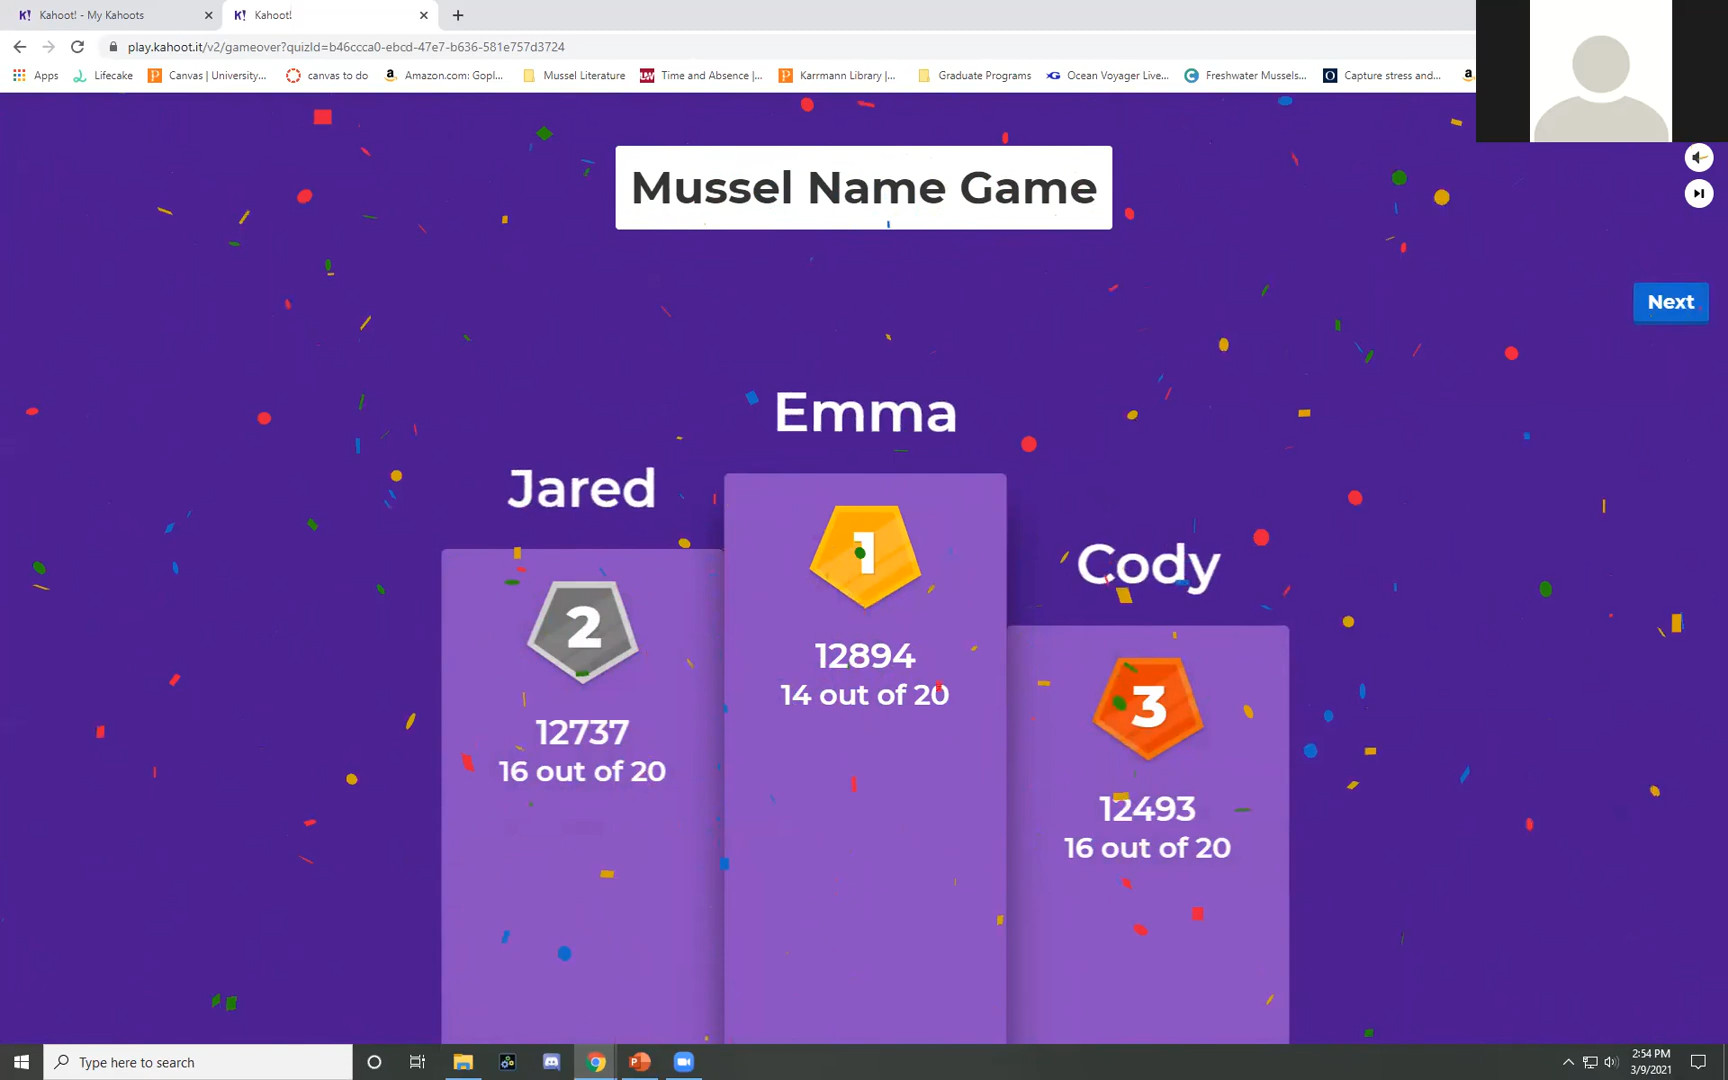 K! Kahoot! - My Kahoots
K! Kahoot!
play.kahoot.it/v2/gameover?quizId=b46ccca0-ebcd-47e7-b636-581e757d3724
Apps
Lifecake
Canvas | University...
canvas to do
Amazon.com: Gopl...
Mussel Literature
Time and Absence |...
Karrmann Library |...
Graduate Programs
Ocean Voyager Live...
Freshwater Mussels...
Capture stress and...
Mussel Name Game
Next
Emma
1
12894
14 out of 20
Jared
2
12737
16 out of 20
Cody
3
12493
16 out of 20
Type here to search
2:54 PM
3/9/2021